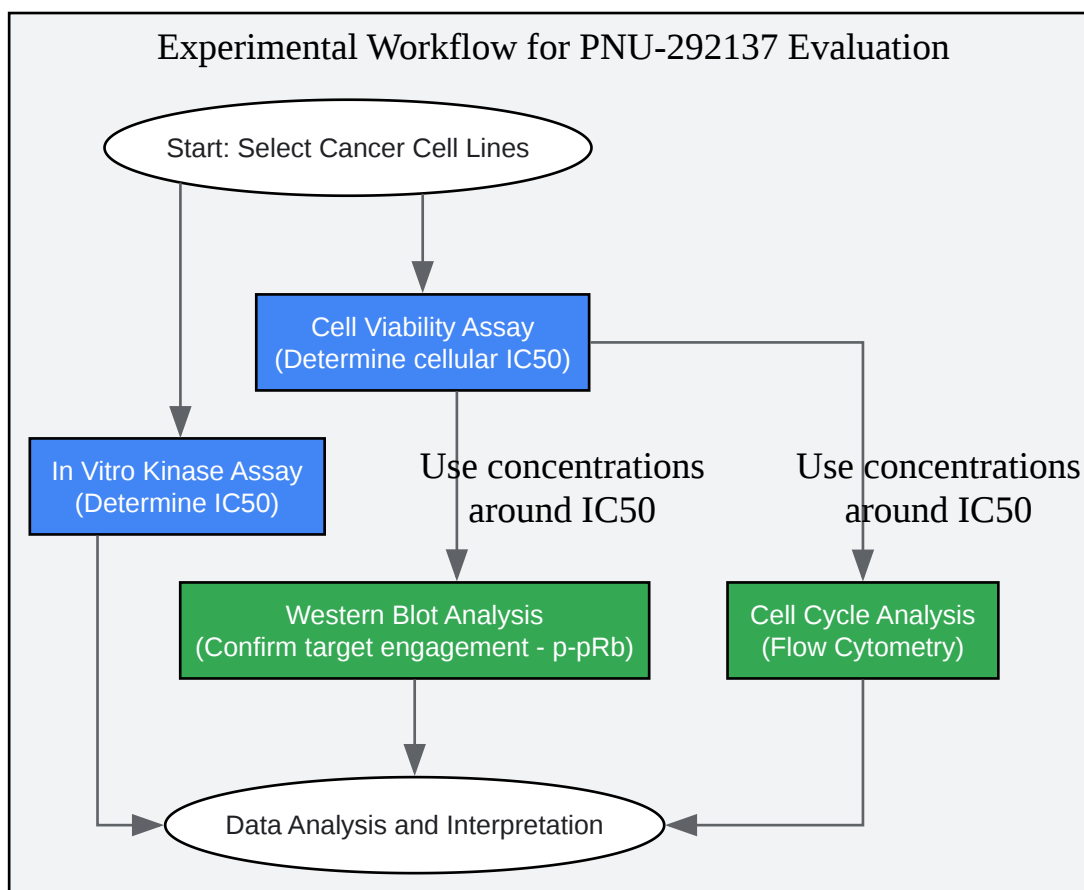 Experimental Workflow for PNU-292137 Evaluation
Start: Select Cancer Cell Lines
Cell Viability Assay
(Determine cellular IC50)
In Vitro Kinase Assay
(Determine IC50)
Use concentrations
around IC50
Use concentrations
around IC50
Western Blot Analysis
(Confirm target engagement - p-pRb)
Cell Cycle Analysis
(Flow Cytometry)
Data Analysis and Interpretation